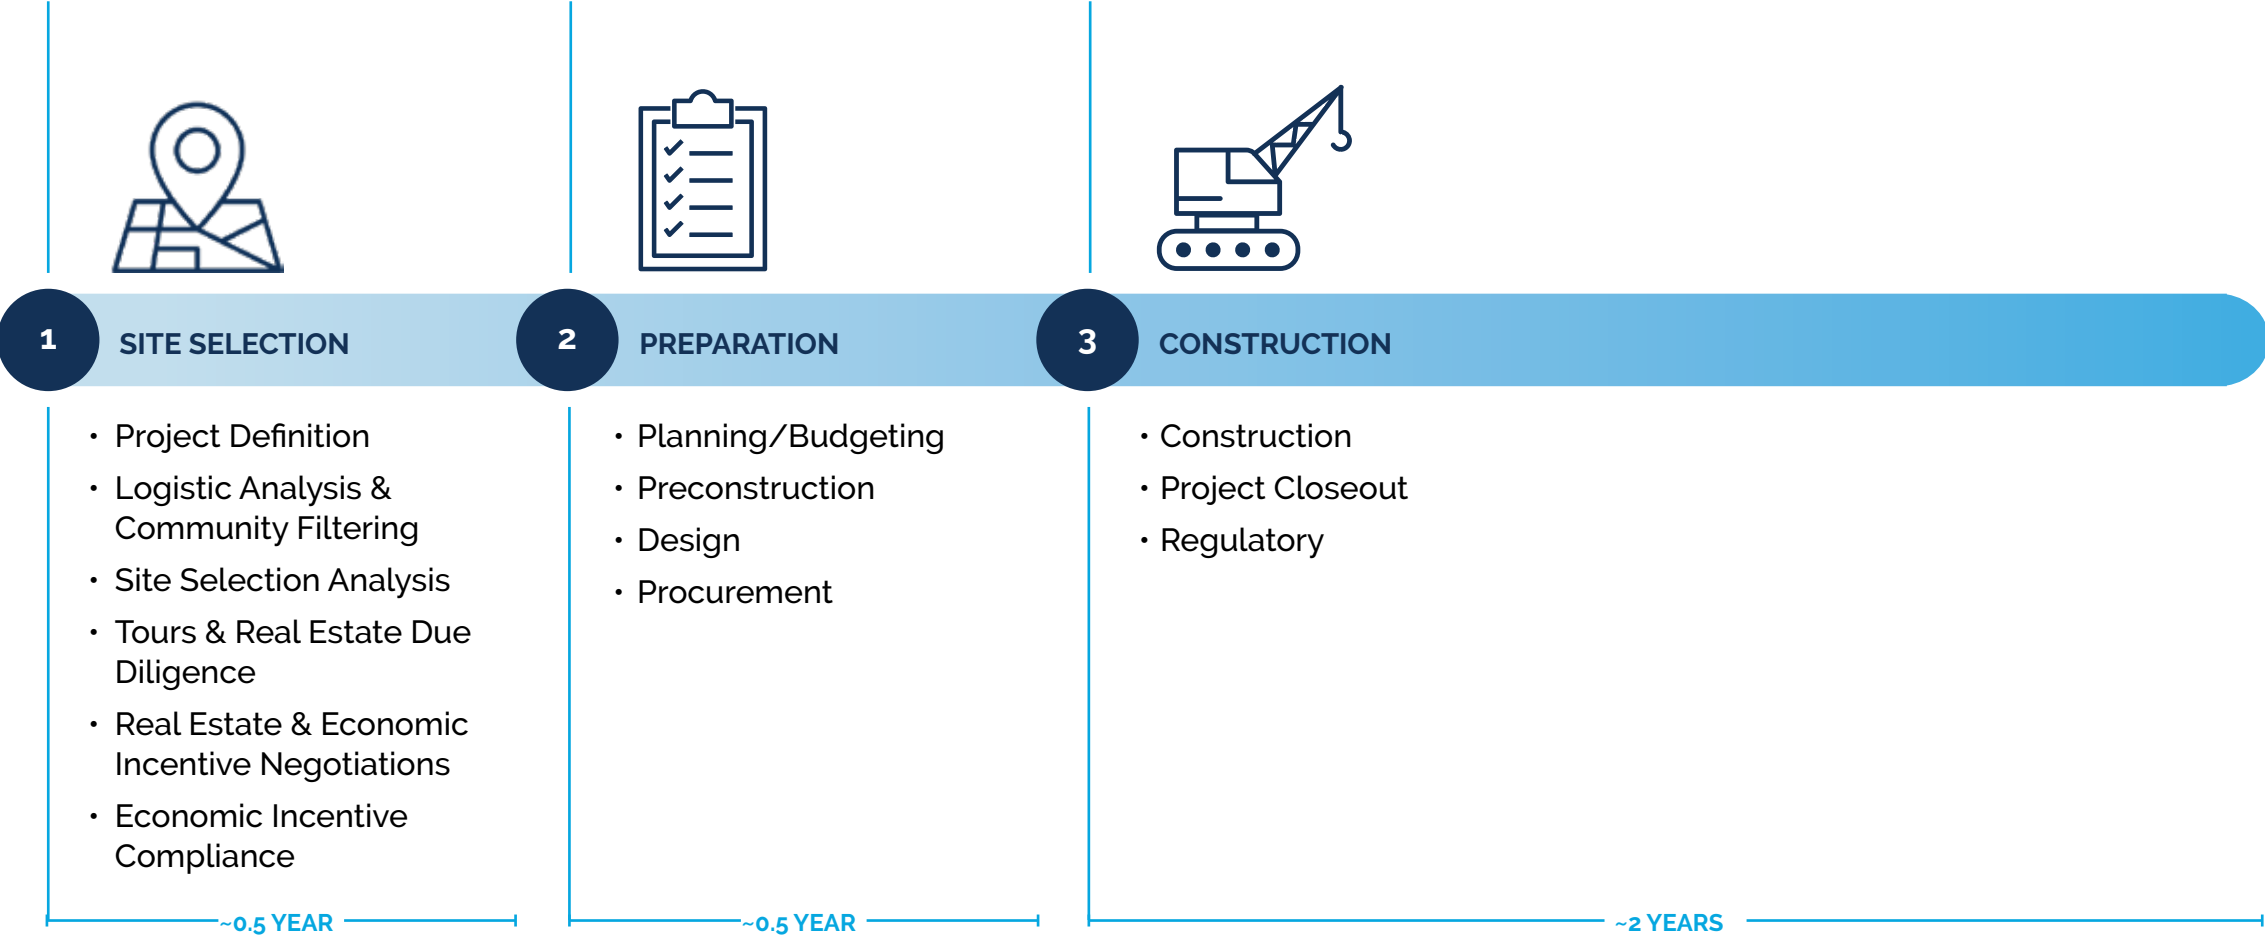 1 SITE SELECTION
• Project Definition
• Logistic Analysis &
Community Filtering
• Site Selection Analysis
• Tours & Real Estate Due
Diligence
• Real Estate & Economic
Incentive Negotiations
• Economic Incentive
Compliance
~0.5 YEAR
2 PREPARATION
• Planning/Budgeting
• Preconstruction
• Design
• Procurement
~0.5 YEAR
3 CONSTRUCTION
• Construction
• Project Closeout
• Regulatory
~2 YEARS